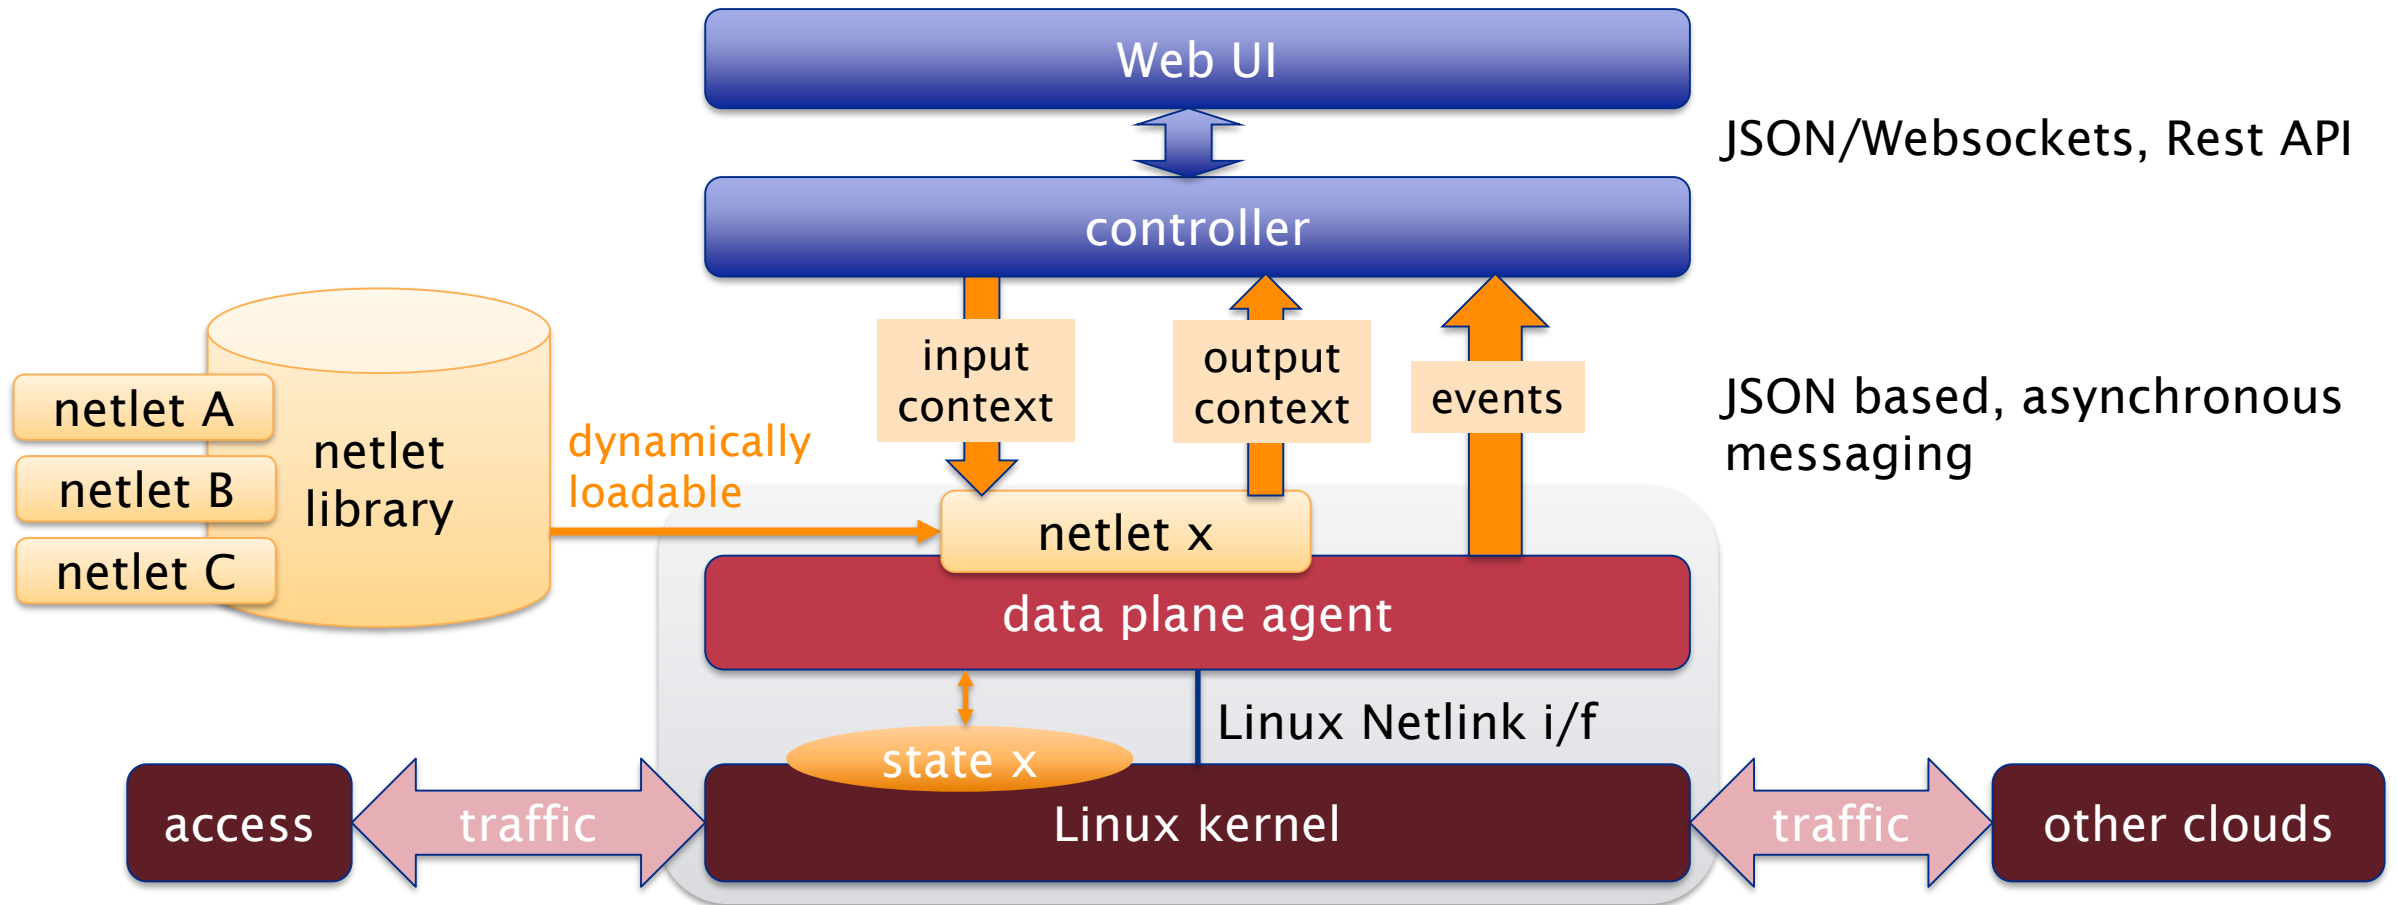 Web UI
JSON/Websockets, Rest API
controller
input
context
output
context
events
JSON based, asynchronous
messaging
netlet A
netlet B
netlet C
netlet
library
dynamically
loadable
netlet x
data plane agent
Linux Netlink i/f
state x
access
traffic
Linux kernel
traffic
other clouds